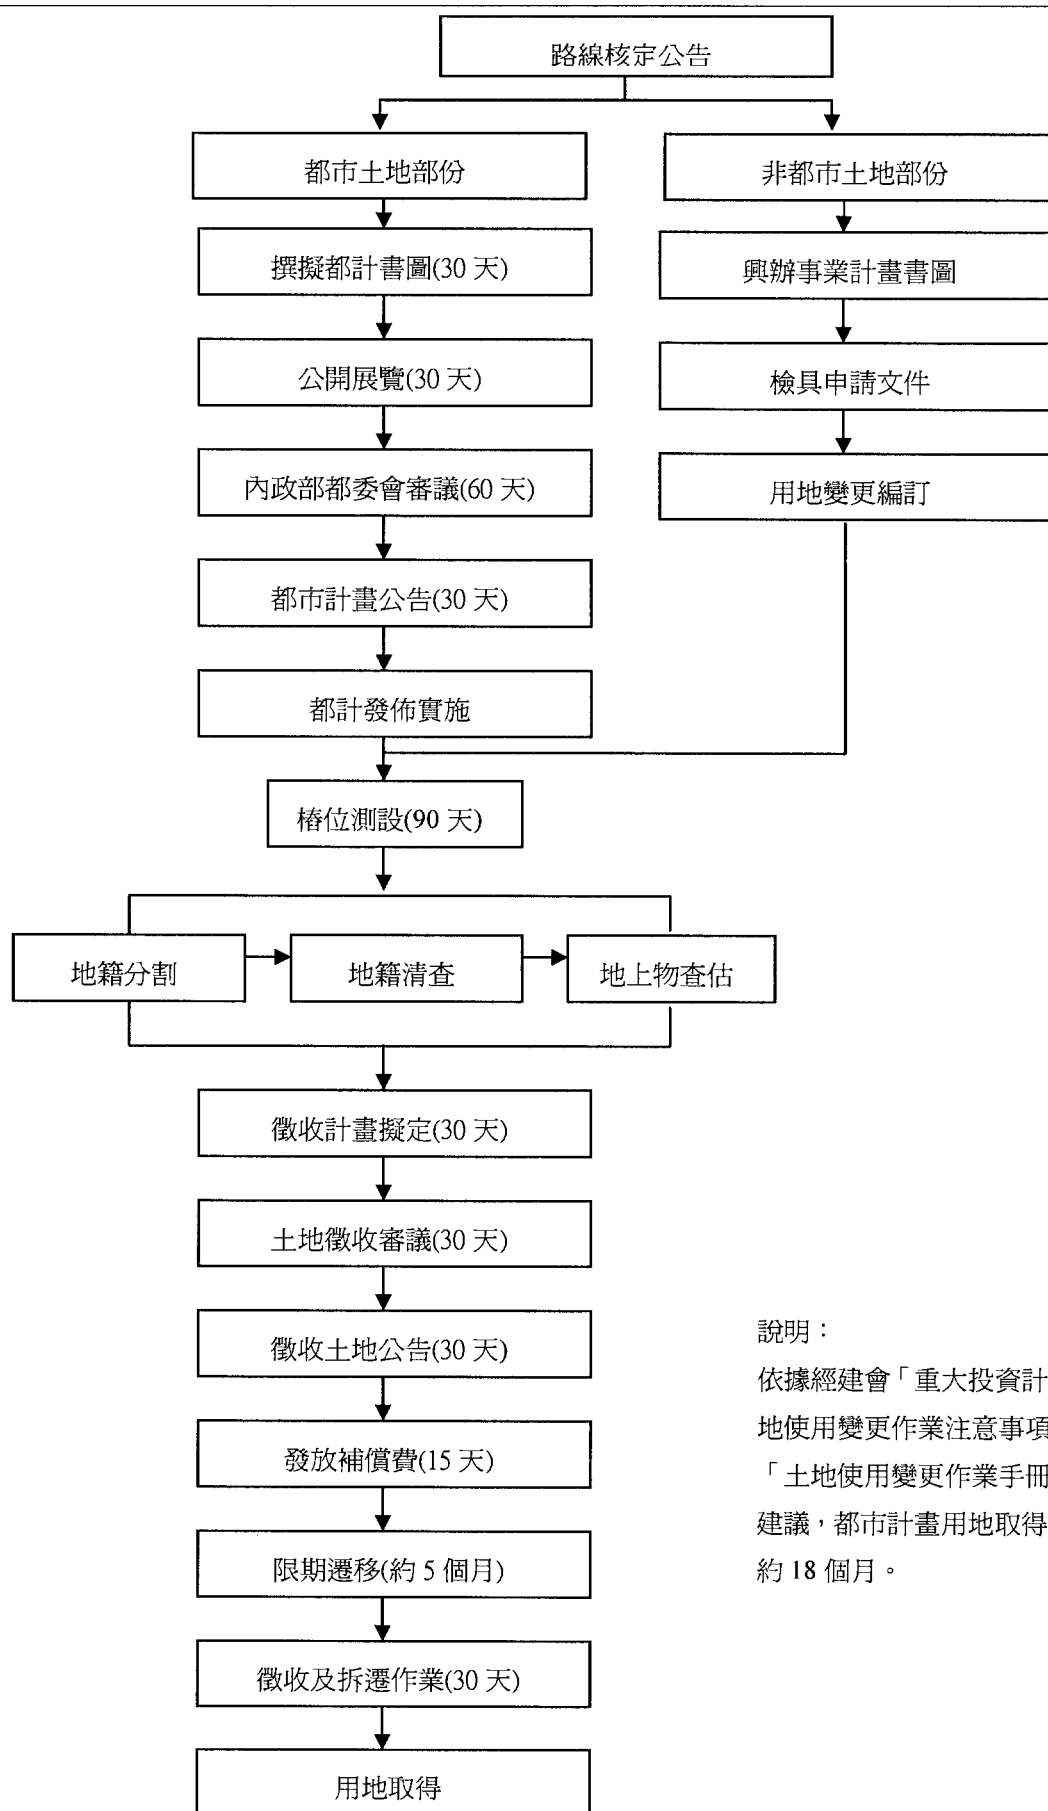 路線核定公告
都市土地部份
非都市土地部份
撰擬都計書圖(30 天)
興辦事業計畫書圖
公開展覽(30 天)
檢具申請文件
內政部都委會審議(60 天)
用地變更編訂
都市計畫公告(30 天)
都計發佈實施
樁位測設(90 天)
地籍分割
地籍清查
地上物查估
徵收計畫擬定(30 天)
土地徵收審議(30 天)
徵收土地公告(30 天)
發放補償費(15 天)
限期遷移(約 5 個月)
徵收及拆遷作業(30 天)
用地取得
說明：
依據經建會「重大投資計
地使用變更作業注意事項
「土地使用變更作業手冊
建議，都市計畫用地取得
約 18 個月。